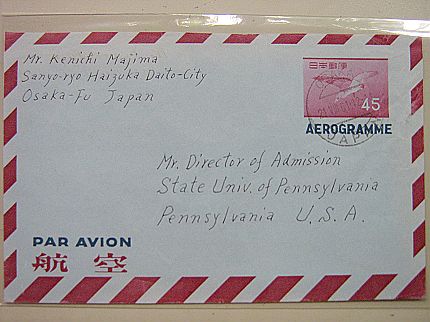 Mr. Kenichi Majima
Sanyo-ryo Haizuka Daito-City
Osaka-Fu Japan
日本郵便
45
AEROGRAMME
JAPAN
Mr. Director of Admission
State Univ. of Pennsylvania
Pennsylvania U.S.A.
PAR AVION
航空